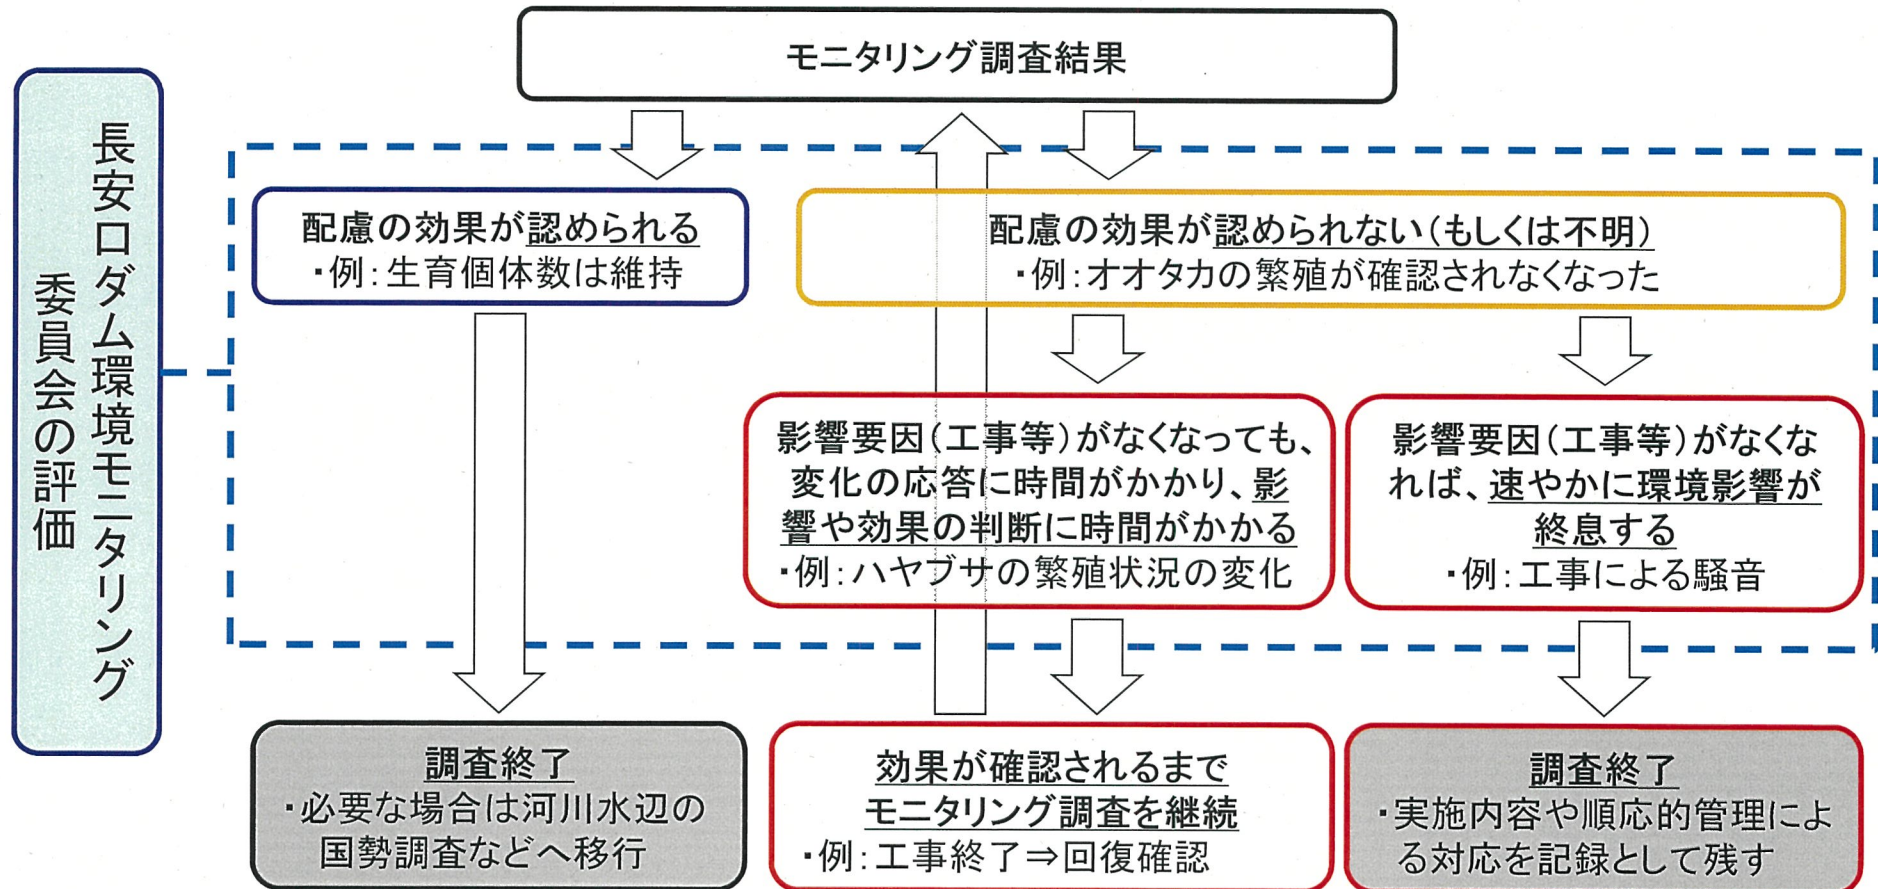 モニタリング調査結果
長安口ダム環境モニタリング
委員会の評価
配慮の効果が認められる
・例：生育個体数は維持
配慮の効果が認められない（もしくは不明）
・例：オオタカの繁殖が確認されなくなった
影響要因（工事等）がなくなっても、
変化の応答に時間がかかり、影
響や効果の判断に時間がかかる
・例：ハヤブサの繁殖状況の変化
影響要因（工事等）がなくな
れば、速やかに環境影響が
終息する
・例：工事による騒音
調査終了
・必要な場合は河川水辺の
国勢調査などへ移行
効果が確認されるまで
モニタリング調査を継続
・例：工事終了⇒回復確認
調査終了
・実施内容や順応的管理によ
る対応を記録として残す